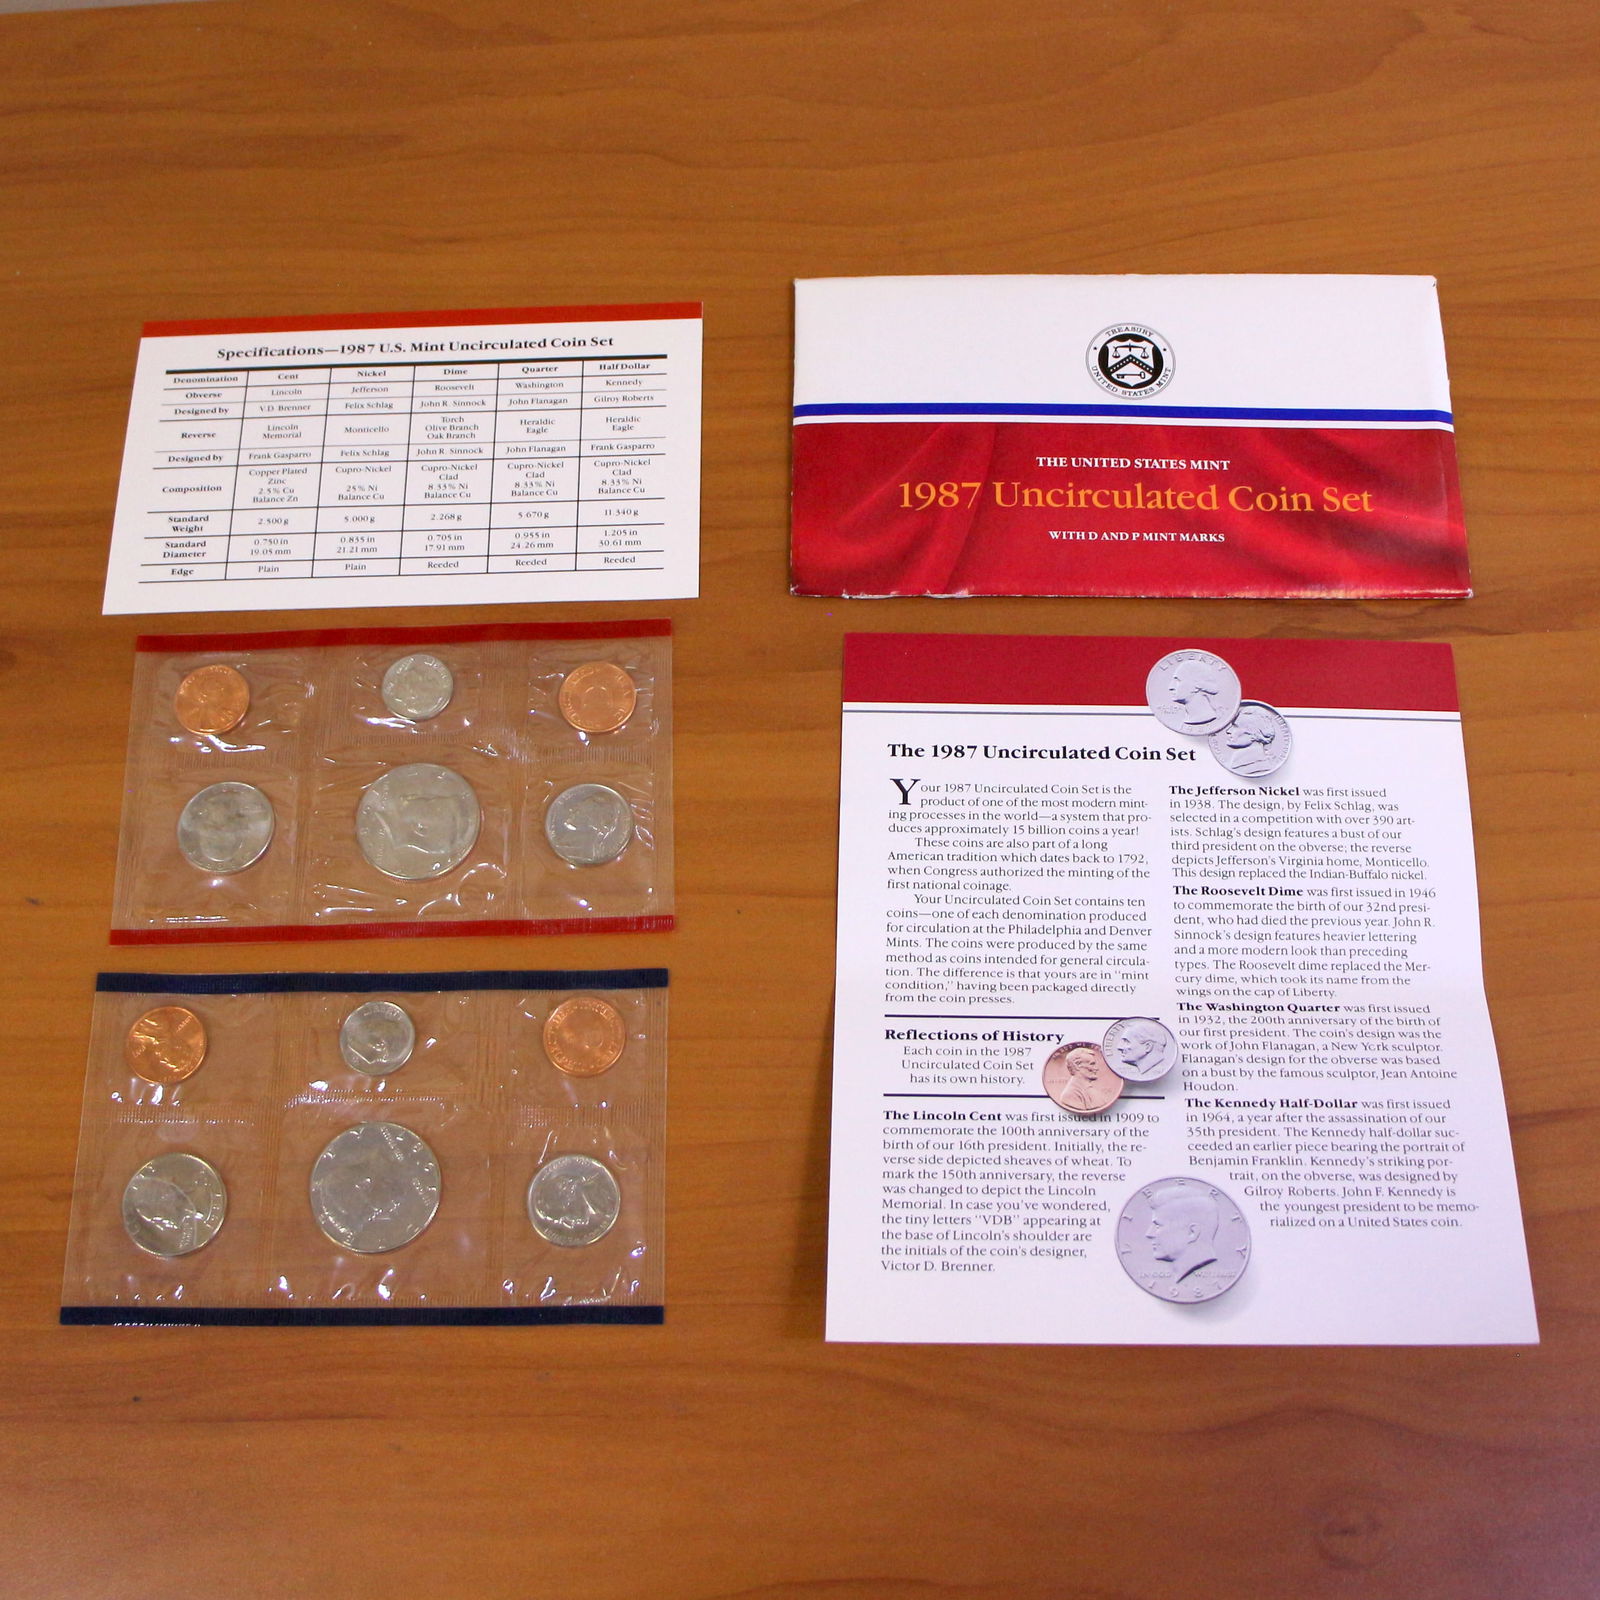 Specifications—1987 U.S. Mint Uncirculated Coin Set
Denomination Cent Nickel Dime Quarter Half Dollar
Obverse Lincoln Jefferson Roosevelt Washington Kennedy
Designed by V.D. Brenner Felix Schlag John R. Sinnock John Flanagan Gilroy Roberts
Reverse Lincoln Memorial Monticello Torch Olive Branch Oak Branch Heraldic Eagle Heraldic Eagle
Designed by Frank Gasparro Felix Schlag John R. Sinnock John Flanagan Frank Gasparro
Composition Copper Plated Zinc 2.5% Cu Balance Zn Cupro-Nickel 25% Ni Balance Cu Cupro-Nickel Clad 8.33% Ni Balance Cu Cupro-Nickel Clad 8.33% Ni Balance Cu Cupro-Nickel Clad 8.33% Ni Balance Cu
Standard Weight 2.500 g 5.000 g 2.268 g 5.670 g 11.340 g
Standard Diameter 0.750 in 19.05 mm 0.835 in 21.21 mm 0.705 in 17.91 mm 0.955 in 24.26 mm 1.205 in 30.61 mm
Edge Plain Plain Reeded Reeded Reeded
TREASURY
UNITED STATES MINT
THE UNITED STATES MINT
1987 Uncirculated Coin Set
WITH D AND P MINT MARKS
LIBERTY
The 1987 Uncirculated Coin Set
Your 1987 Uncirculated Coin Set is the
product of one of the most modern mint-
ing processes in the world—a system that pro-
duces approximately 15 billion coins a year!
These coins are also part of a long
American tradition which dates back to 1792,
when Congress authorized the minting of the
first national coinage.
Your Uncirculated Coin Set contains ten
coins—one of each denomination produced
for circulation at the Philadelphia and Denver
Mints. The coins were produced by the same
method as coins intended for general circula-
tion. The difference is that yours are in "mint
condition," having been packaged directly
from the coin presses.
Reflections of History
Each coin in the 1987
Uncirculated Coin Set
has its own history.
The Lincoln Cent was first issued in 1909 to
commemorate the 100th anniversary of the
birth of our 16th president. Initially, the re-
verse side depicted sheaves of wheat. To
mark the 150th anniversary, the reverse
was changed to depict the Lincoln
Memorial. In case you've wondered,
the tiny letters "VDB" appearing at
the base of Lincoln's shoulder are
the initials of the coin's designer,
Victor D. Brenner.
The Jefferson Nickel was first issued
in 1938. The design, by Felix Schlag, was
selected in a competition with over 390 art-
ists. Schlag's design features a bust of our
third president on the obverse; the reverse
depicts Jefferson's Virginia home, Monticello.
This design replaced the Indian-Buffalo nickel.
The Roosevelt Dime was first issued in 1946
to commemorate the birth of our 32nd presi-
dent, who had died the previous year. John R.
Sinnock's design features heavier lettering
and a more modern look than preceding
types. The Roosevelt dime replaced the Mer-
cury dime, which took its name from the
wings on the cap of Liberty.
The Washington Quarter was first issued
in 1932, the 200th anniversary of the birth of
our first president. The coin's design was the
work of John Flanagan, a New York sculptor.
Flanagan's design for the obverse was based
on a bust by the famous sculptor, Jean Antoine
Houdon.
The Kennedy Half-Dollar was first issued
in 1964, a year after the assassination of our
35th president. The Kennedy half-dollar suc-
ceeded an earlier piece bearing the portrait of
Benjamin Franklin. Kennedy's striking por-
trait, on the obverse, was designed by
Gilroy Roberts. John F. Kennedy is
the youngest president to be memo-
rialized on a United States coin.
LIBERTY
IN GOD WE TRUST